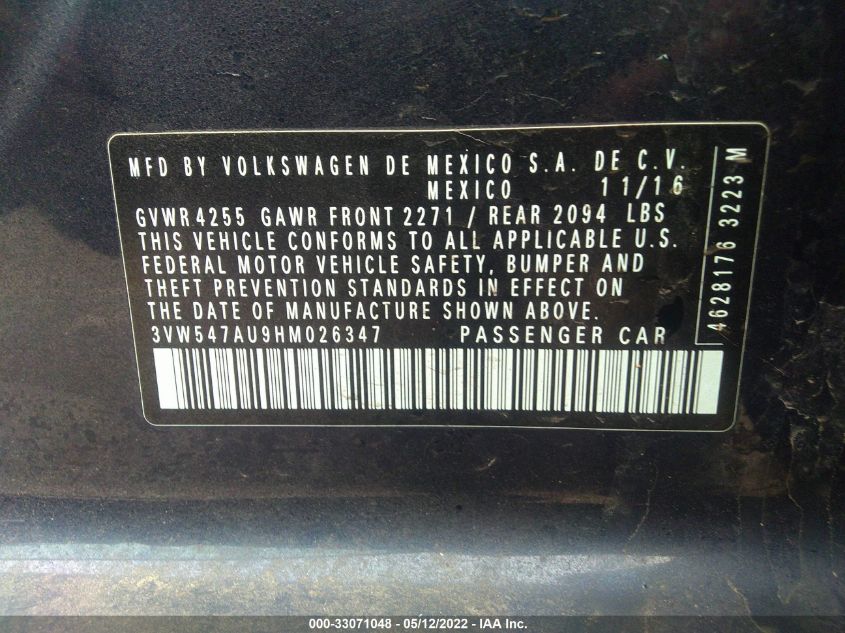 MFD BY VOLKSWAGEN DE MEXICO S.A. DE C.V.
MEXICO 11/16
GVWR 4255 GAWR FRONT 2271 / REAR 2094 LBS
THIS VEHICLE CONFORMS TO ALL APPLICABLE U.S.
FEDERAL MOTOR VEHICLE SAFETY, BUMPER AND
THEFT PREVENTION STANDARDS IN EFFECT ON
THE DATE OF MANUFACTURE SHOWN ABOVE.
3VW547AU9HM026347 PASSENGER CAR
4628176 3223 M
000-33071048 - 05/12/2022 - IAA Inc.